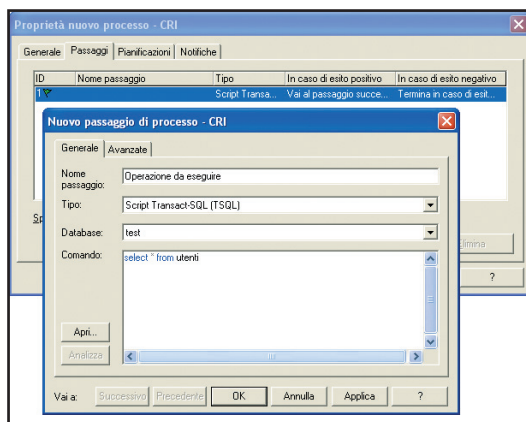 Proprietà nuovo processo - CRI
Generale Passaggi Pianificazioni Notifiche
ID Nome passaggio Tipo In caso di esito positivo In caso di esito negativo
1 Script Transa... Vai al passaggio succe... Termina in caso di esit...
Nuovo passaggio di processo - CRI
Generale Avanzate
Nome passaggio: Operazione da eseguire
Tipo: Script Transact-SQL (TSQL)
Database: test
Comando: select * from utenti
Elimina
?
Apri...
Analizza
Vai a: Successivo Precedente OK Annulla Applica ?